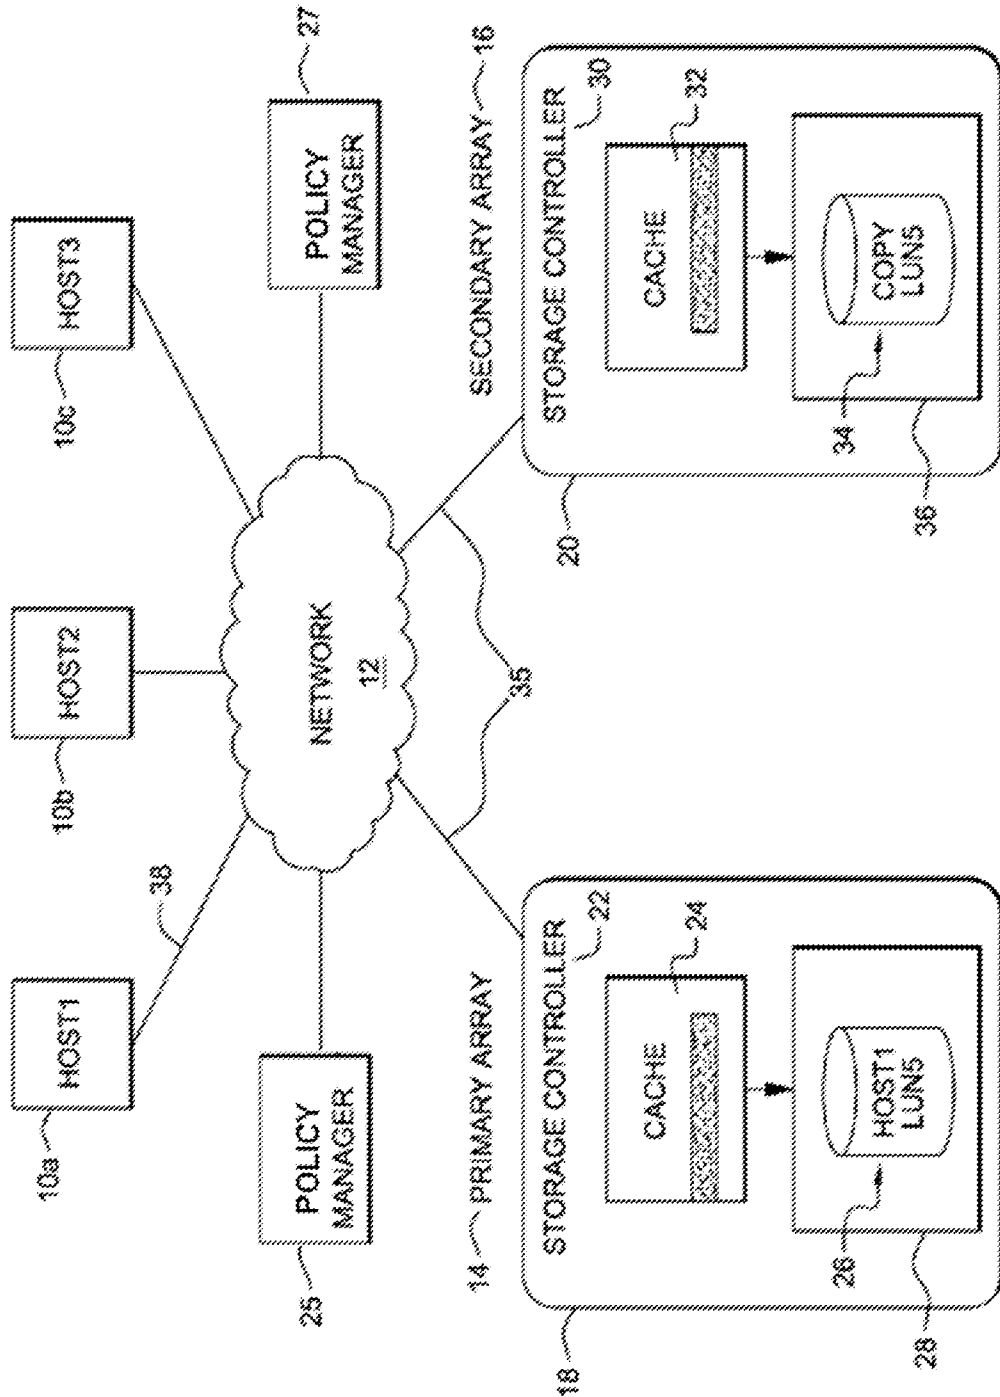 10a
HOST1
10b
HOST2
10c
HOST3
38
25
POLICY
MANAGER
NETWORK
12
POLICY
MANAGER
27
35
14
PRIMARY ARRAY
SECONDARY ARRAY
16
18
STORAGE CONTROLLER
22
CACHE
24
26
HOST1
LUN5
28
20
STORAGE CONTROLLER
30
CACHE
32
34
COPY
LUN5
36